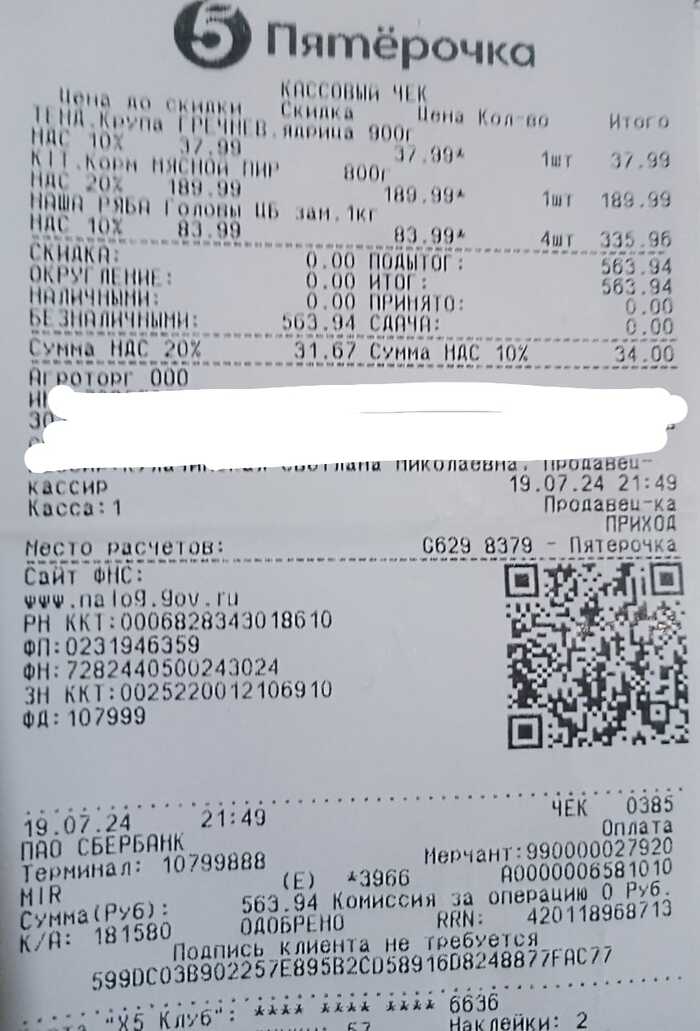 5 Пятёрочка
КАССОВЫЙ ЧЕК
Цена до скидки Скидка Цена Кол-во Итого
ТЕНД.Крупа ГРЕЧНЕВ.ядрица 900г
НДС 10% 37.99 37.99* 1шт 37.99
KIT.Корм МЯСНОЙ ПИР 800г
НДС 20% 189.99 189.99* 1шт 189.99
НАША РЯБА Головы ЦБ зам.1кг
НДС 10% 83.99 83.99* 4шт 335.96
СКИДКА: 0.00 ПОДЫТОГ: 563.94
ОКРУГЛЕНИЕ: 0.00 ИТОГ: 563.94
НАЛИЧНЫМИ: 0.00 ПРИНЯТО: 0.00
БЕЗНАЛИЧНЫМИ: 563.94 СДАЧА: 0.00
Сумма НДС 20% 31.67 Сумма НДС 10% 34.00
Агроторг ООО
Светлана Николаевна. Продавец-
кассир 19.07.24 21:49
Касса:1 Продавец-ка
ПРИХОД
Место расчетов: C629 8379 - Пятерочка
Сайт ФНС:
www.nalog.gov.ru
РН ККТ:0006828343018610
ФП:0231946359
ФН:7282440500243024
ЗН ККТ:0025220012106910
ФД:107999
19.07.24 21:49 ЧЕК 0385
ПАО СБЕРБАНК Оплата
Терминал: 10799888 Мерчант:990000027920
MIR (E) *3966 A0000006581010
Сумма(Руб): 563.94 Комиссия за операцию 0 Руб.
К/А: 181580 ОДОБРЕНО RRN: 420118968713
Подпись клиента не требуется
599DC03B902257E895B2CD58916D8248877FAC77
"X5 Клуб": **** **** **** 6636
57 Наклейки: 2